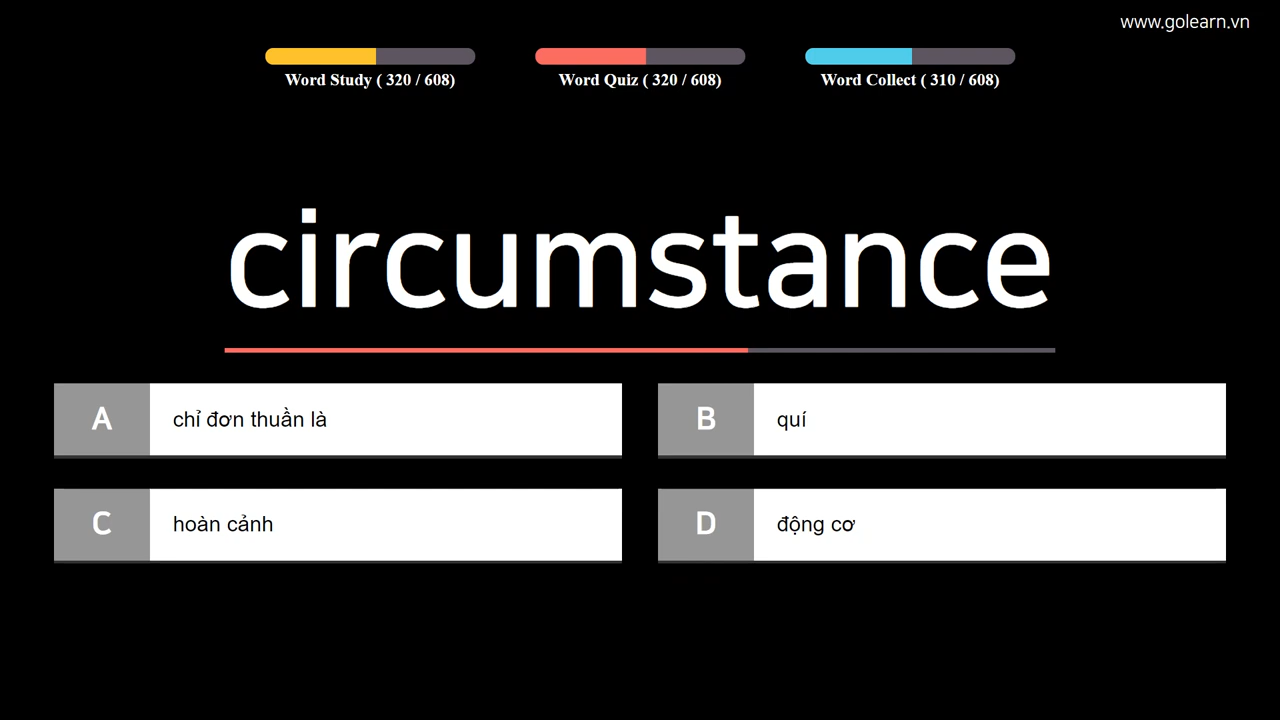 www.golearn.vn
Word Study ( 320 / 608)
Word Quiz ( 320 / 608)
Word Collect ( 310 / 608)
circumstance
A chỉ đơn thuần là
B quí
C hoàn cảnh
D động cơ